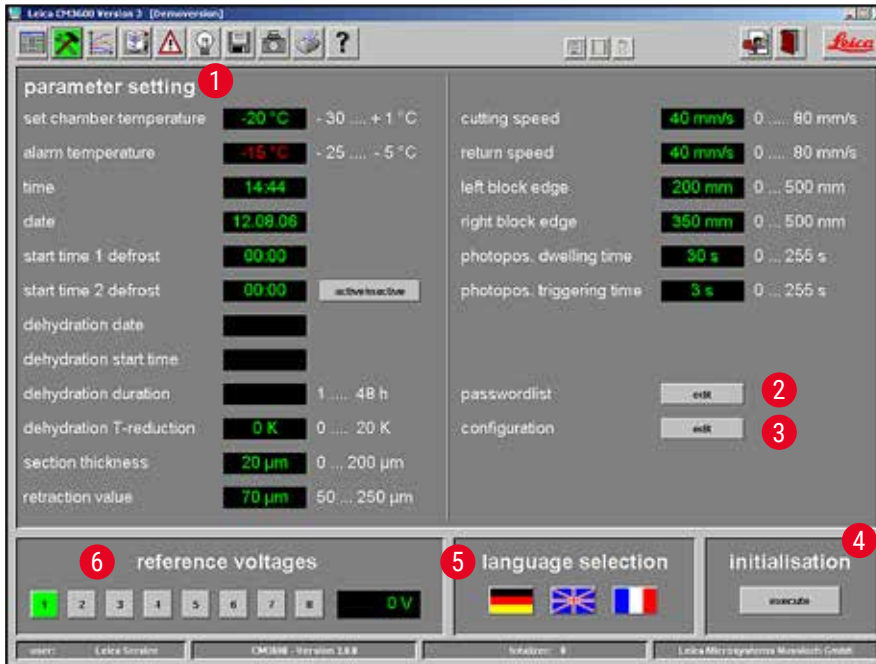 Leica CM3600 Version 3 [Demoversion]
? Leica
parameter setting 1
set chamber temperature -20 °C - 30 .... + 1 °C
alarm temperature -15 °C - 25 .... - 5 °C
time 14:44
date 12.08.06
start time 1 defrost 00:00
start time 2 defrost 00:00 active/inactive
dehydration date
dehydration start time
dehydration duration 1 .... 48 h
dehydration T-reduction 0 K 0 .... 20 K
section thickness 20 µm 0 ... 200 µm
retraction value 70 µm 50 ... 250 µm
cutting speed 40 mm/s 0 .... 80 mm/s
return speed 40 mm/s 0 .... 80 mm/s
left block edge 200 mm 0 ... 500 mm
right block edge 350 mm 0 ... 500 mm
photopos. dwelling time 30 s 0 ... 255 s
photopos. triggering time 3 s 0 ... 255 s
passwordlist edit 2
configuration edit 3
6 reference voltages
1 2 3 4 5 6 7 8 0 V
5 language selection
4
initialisation
execute
user: Leica Service CM3600 - Version 3.0.0 totalizer: 0 Leica Microsystems Nussloch GmbH